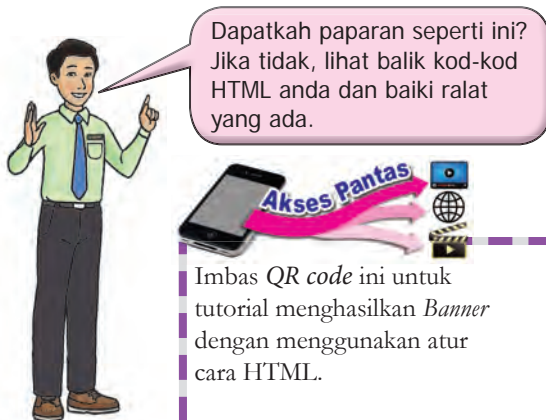 Dapatkah paparan seperti ini?
Jika tidak, lihat balik kod-kod
HTML anda dan baiki ralat
yang ada.
Akses Pantas
Imbas QR code ini untuk
tutorial menghasilkan Banner
dengan menggunakan atur
cara HTML.